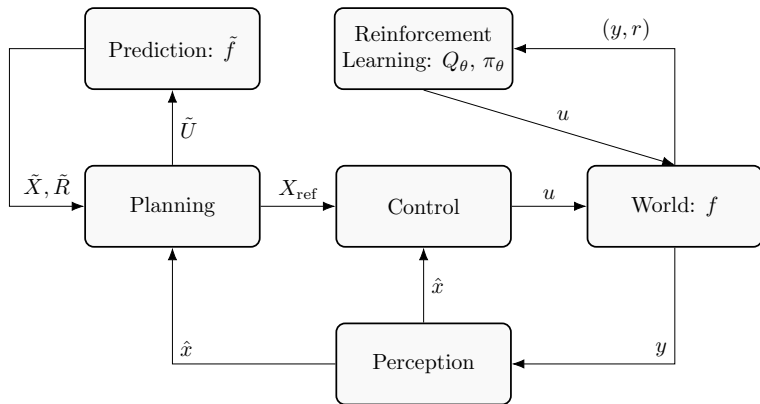 Prediction: f̃
Reinforcement
Learning: Q_θ, π_θ
(y, r)
u
Ũ
X̃, R̃
Planning
X_ref
Control
u
World: f
x̂
x̂
Perception
y